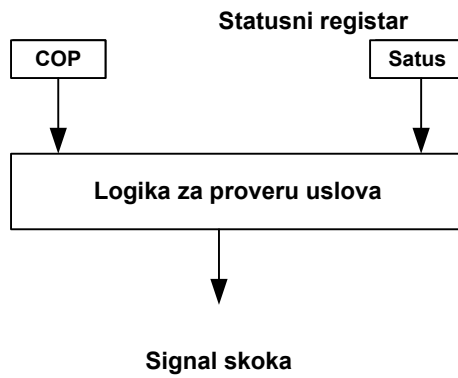 Statusni registar
COP
Satus
Logika za proveru uslova
Signal skoka